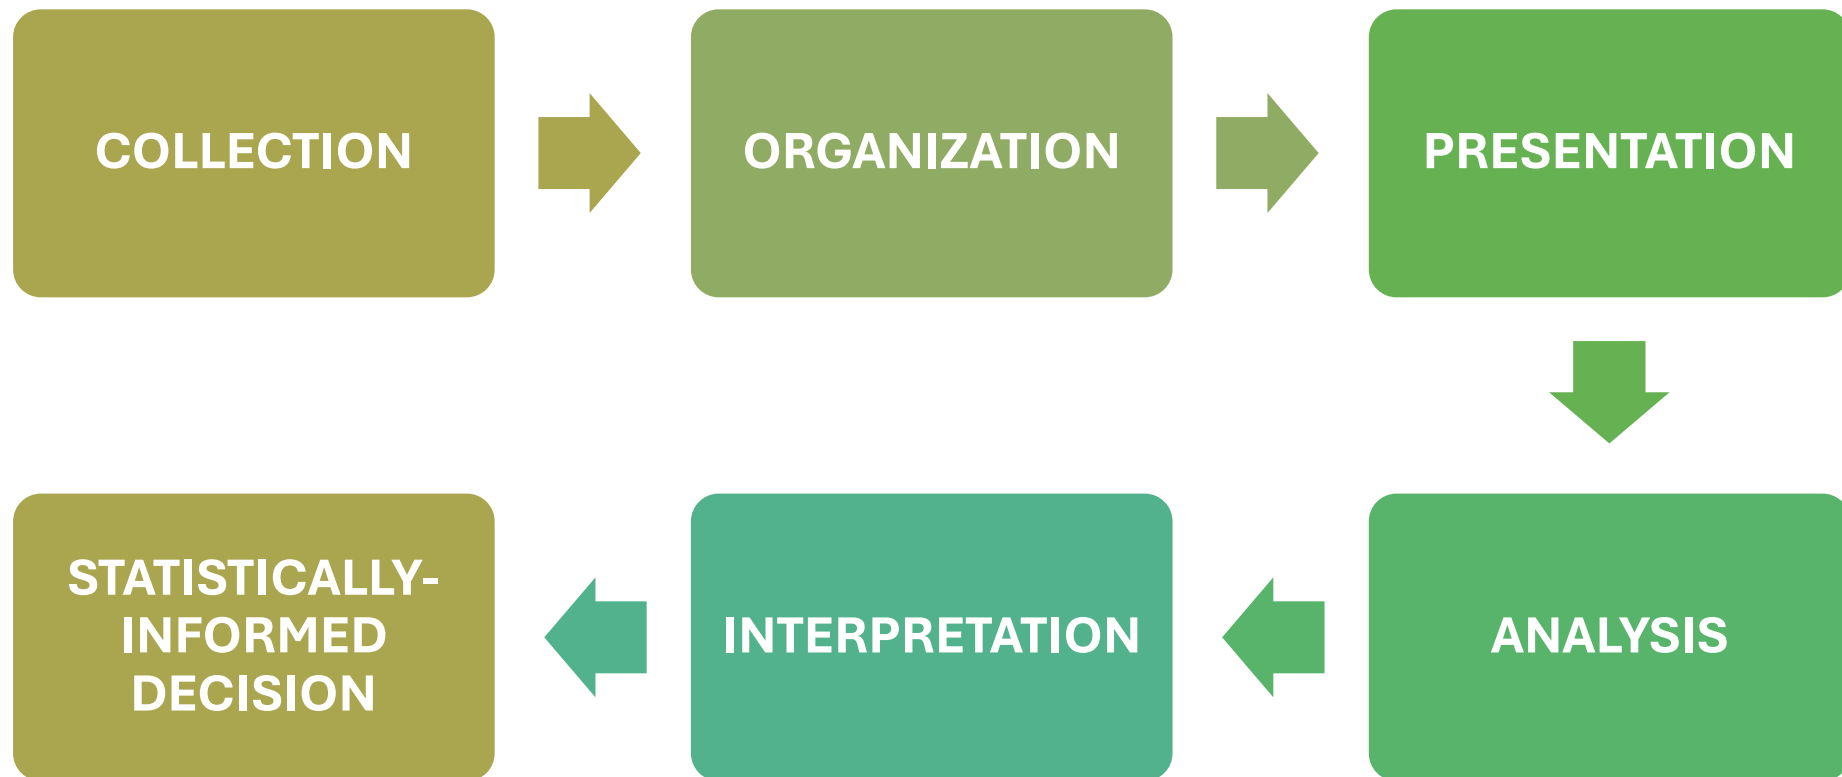 COLLECTION
ORGANIZATION
PRESENTATION
ANALYSIS
INTERPRETATION
STATISTICALLY-
INFORMED
DECISION